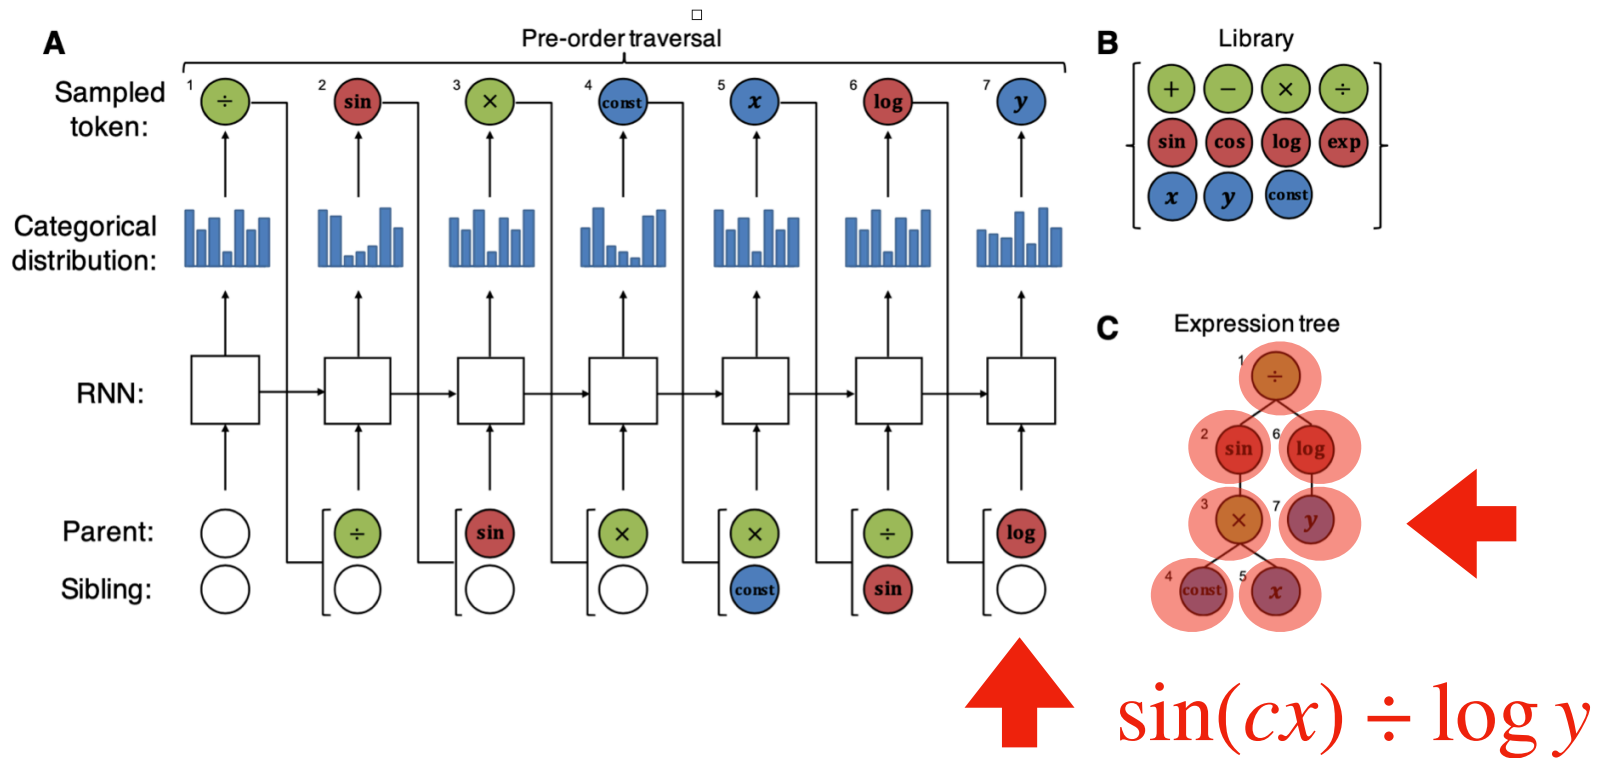 A
Pre-order traversal
Sampled token:
1 ÷ 2 sin 3 × 4 const 5 x 6 log 7 y
Categorical distribution:
RNN:
Parent: ÷ sin × × ÷ log
Sibling: const sin
B
Library
+ − × ÷
sin cos log exp
x y const
C
Expression tree
1 ÷
2 sin 6 log
3 × 7 y
4 const 5 x
sin(cx) ÷ log y